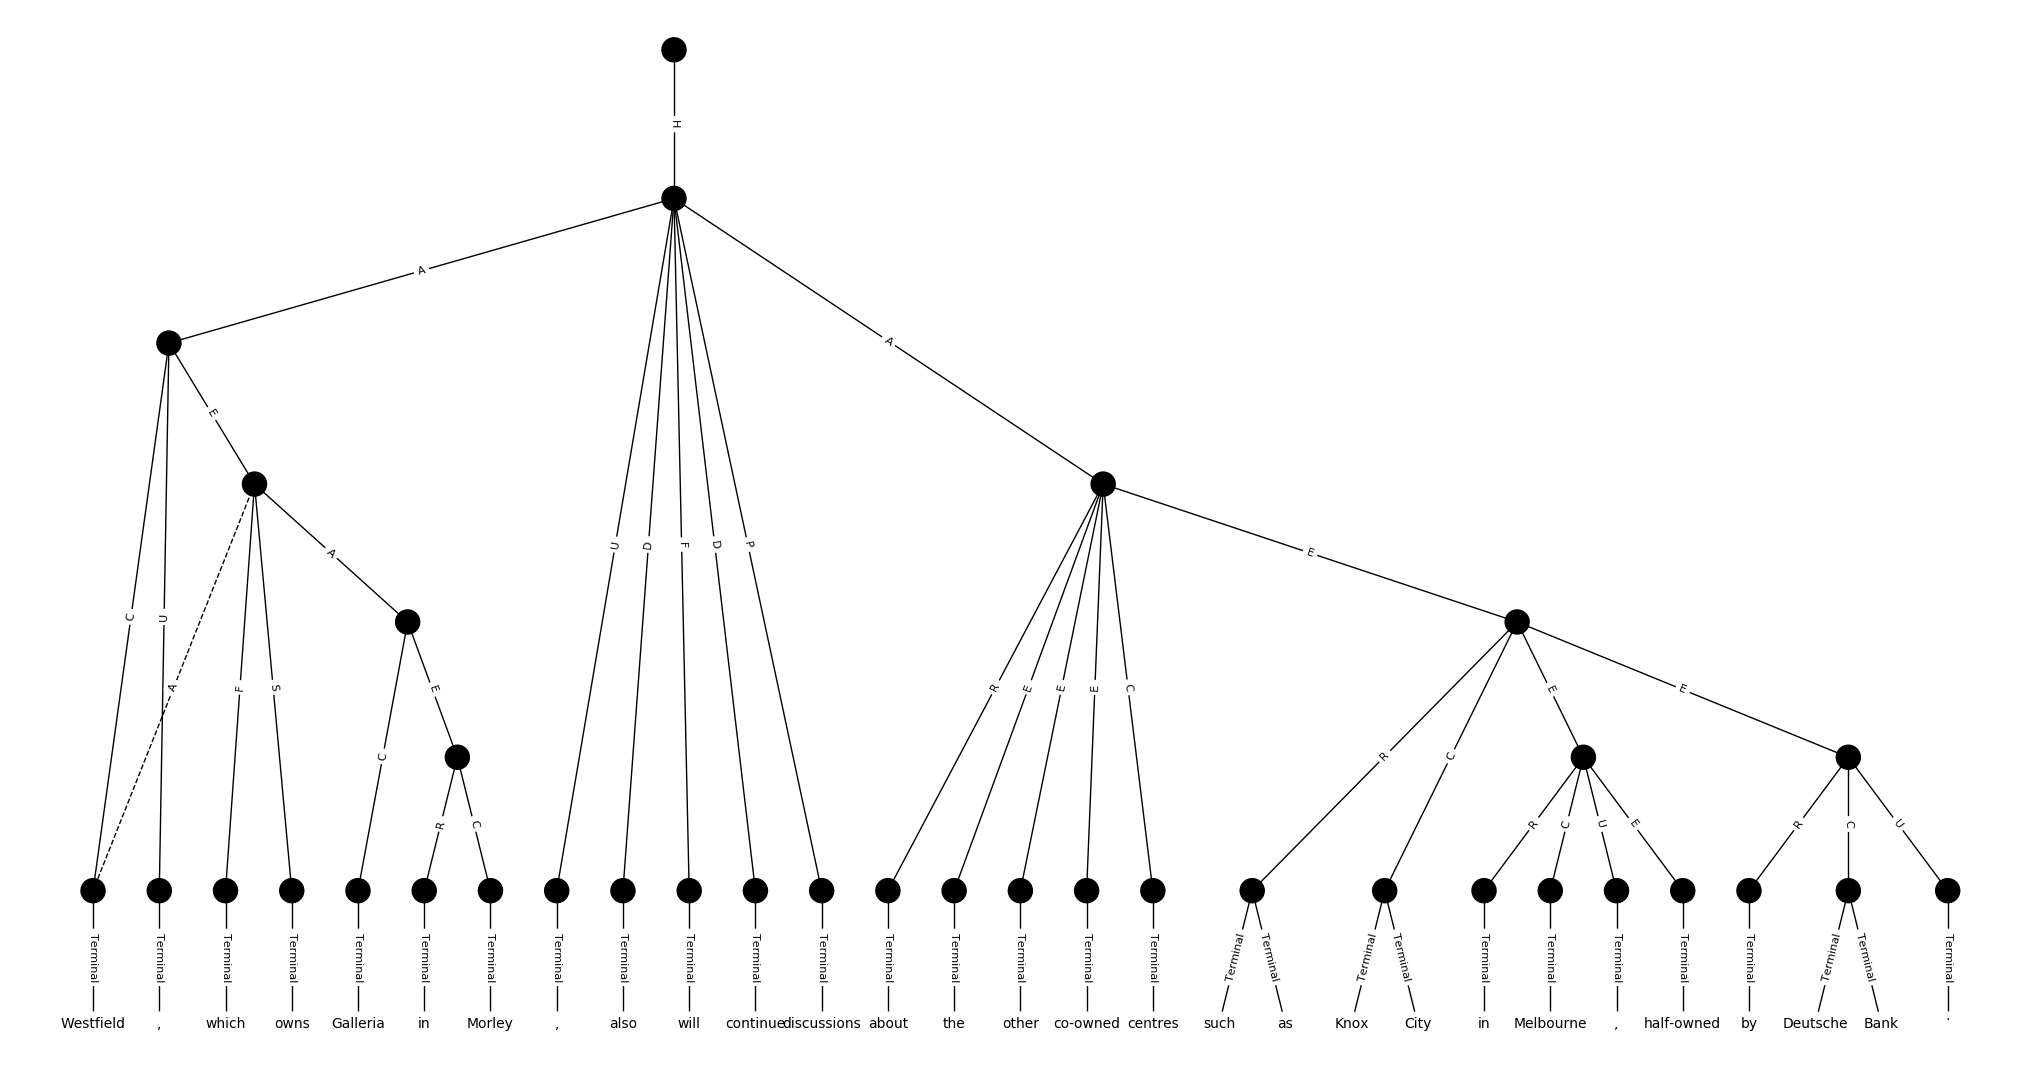 H
A
A
E
U D F D P
A
E
C U
A F S
E
R E E E C
E
E
C
R
C
R C
R C U E
R C U
Terminal Terminal Terminal Terminal Terminal Terminal Terminal Terminal Terminal Terminal Terminal Terminal Terminal Terminal Terminal Terminal Terminal Terminal Terminal Terminal Terminal Terminal Terminal Terminal Terminal Terminal Terminal Terminal Terminal
Westfield , which owns Galleria in Morley , also will continue discussions about the other co-owned centres such as Knox City in Melbourne , half-owned by Deutsche Bank .